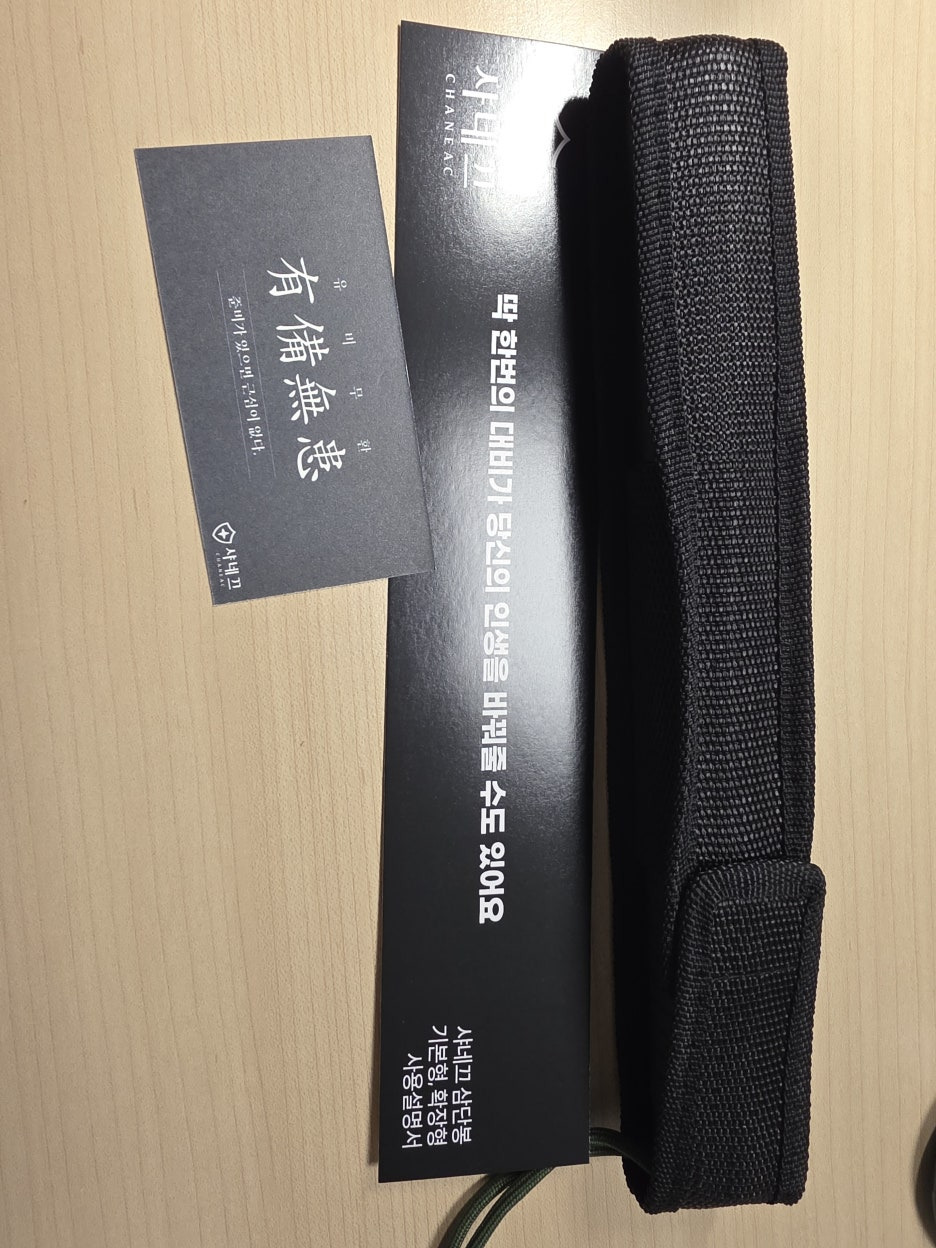 유비무환
有備無患
준비가 있으면 근심이 없다.
샤네끄
CHANEAC
샤네끄
CHANEAC
딱 한번의 대비가 당신의 인생을 바꿔줄 수도 있어요
샤네끄 삼단봉
기본형, 확장형
사용설명서